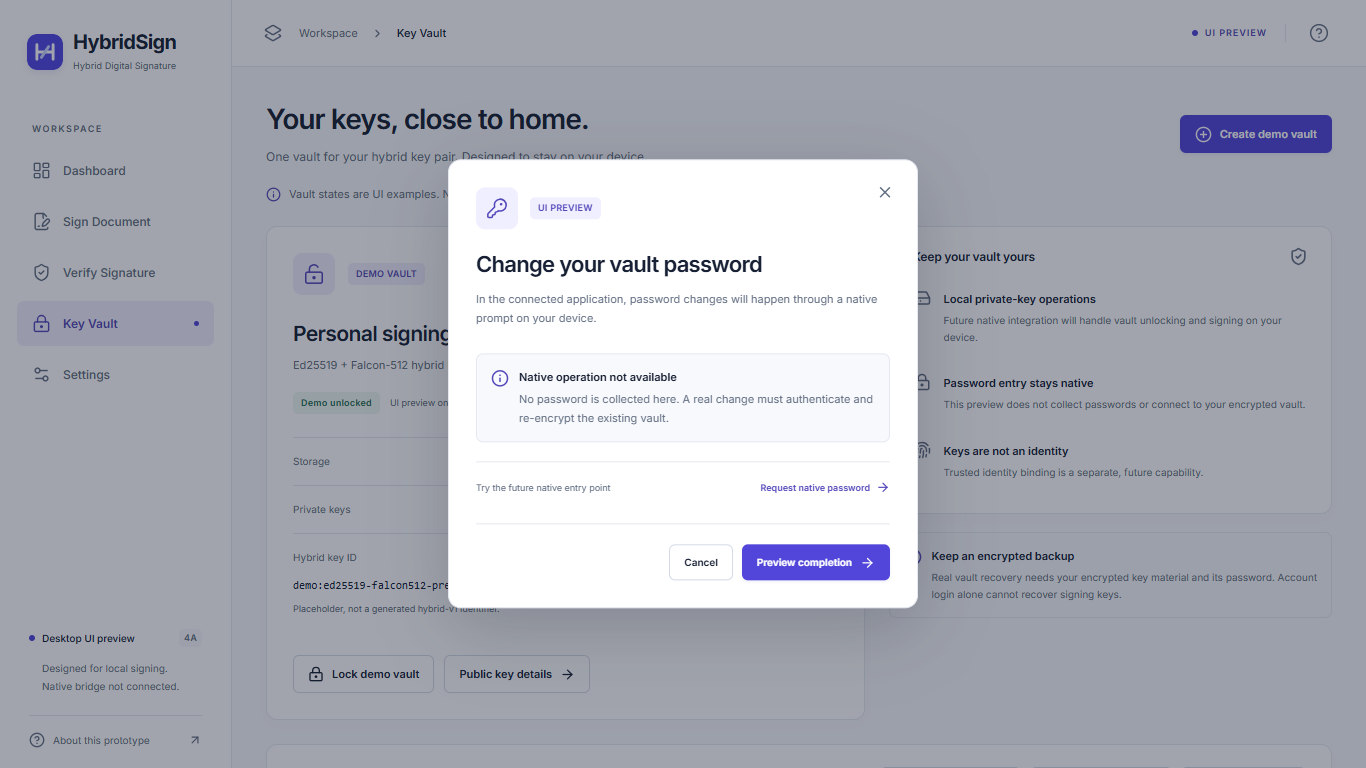 HybridSign
Hybrid Digital Signature
WORKSPACE
Dashboard
Sign Document
Verify Signature
Key Vault
Settings
Desktop UI preview 4A
Designed for local signing.
Native bridge not connected.
About this prototype
Workspace > Key Vault
UI PREVIEW
Your keys, close to home.
One vault for your hybrid key pair. Designed to stay on your device.
Create demo vault
Vault states are UI examples.
DEMO VAULT
Personal signing
Ed25519 + Falcon-512 hybrid
Demo unlocked UI preview
Storage
Private keys
Hybrid key ID
demo:ed25519-falcon512-pre
Placeholder, not a generated hybrid-v1 identifier.
Lock demo vault
Public key details
UI PREVIEW
Change your vault password
In the connected application, password changes will happen through a native
prompt on your device.
Native operation not available
No password is collected here. A real change must authenticate and
re-encrypt the existing vault.
Try the future native entry point
Request native password
Cancel
Preview completion
Keep your vault yours
Local private-key operations
Future native integration will handle vault unlocking and signing on your
device.
Password entry stays native
This preview does not collect passwords or connect to your encrypted vault.
Keys are not an identity
Trusted identity binding is a separate, future capability.
Keep an encrypted backup
Real vault recovery needs your encrypted key material and its password. Account
login alone cannot recover signing keys.